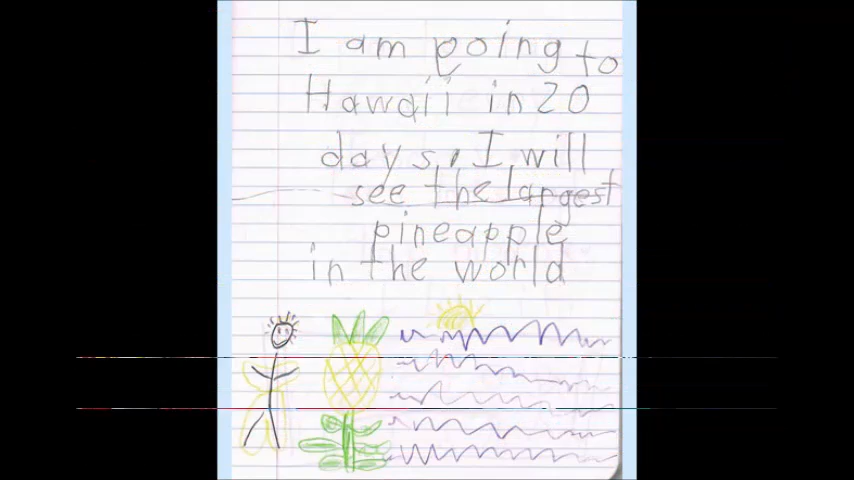 I am going to
Hawaii in 20
days. I will
see the largest
pineapple
in the world